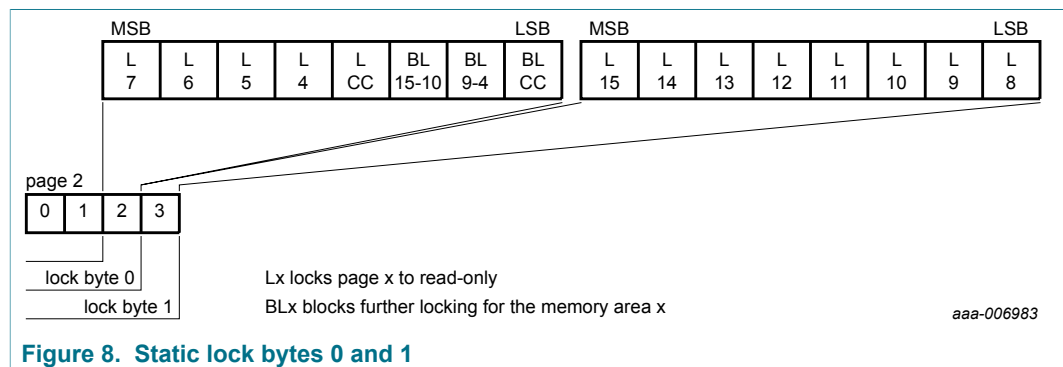 MSB LSB MSB LSB
L L L L L BL BL BL L L L L L L L L
7 6 5 4 CC 15-10 9-4 CC 15 14 13 12 11 10 9 8
page 2
0 1 2 3
lock byte 0 Lx locks page x to read-only
lock byte 1 BLx blocks further locking for the memory area x
aaa-006983
Figure 8. Static lock bytes 0 and 1